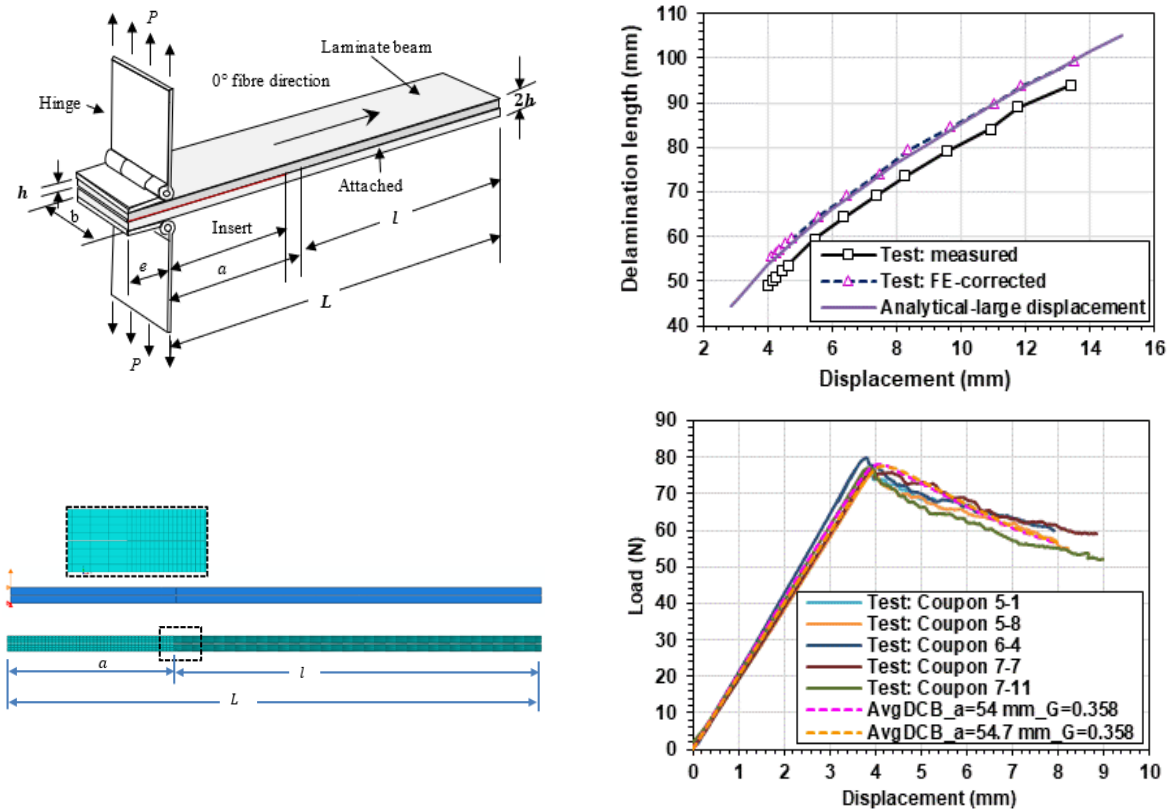 P
Laminate beam
0° fibre direction
Hinge
2h
h
Attached
b
Insert
l
e
a
L
P
Delamination length (mm)
110
100
90
80
70
60
50
40
Test: measured
Test: FE-corrected
Analytical-large displacement
2 4 6 8 10 12 14 16
Displacement (mm)
a
l
L
Load (N)
90
80
70
60
50
40
30
20
10
0
Test: Coupon 5-1
Test: Coupon 5-8
Test: Coupon 6-4
Test: Coupon 7-7
Test: Coupon 7-11
AvgDCB_a=54 mm_G=0.358
AvgDCB_a=54.7 mm_G=0.358
0 1 2 3 4 5 6 7 8 9 10
Displacement (mm)